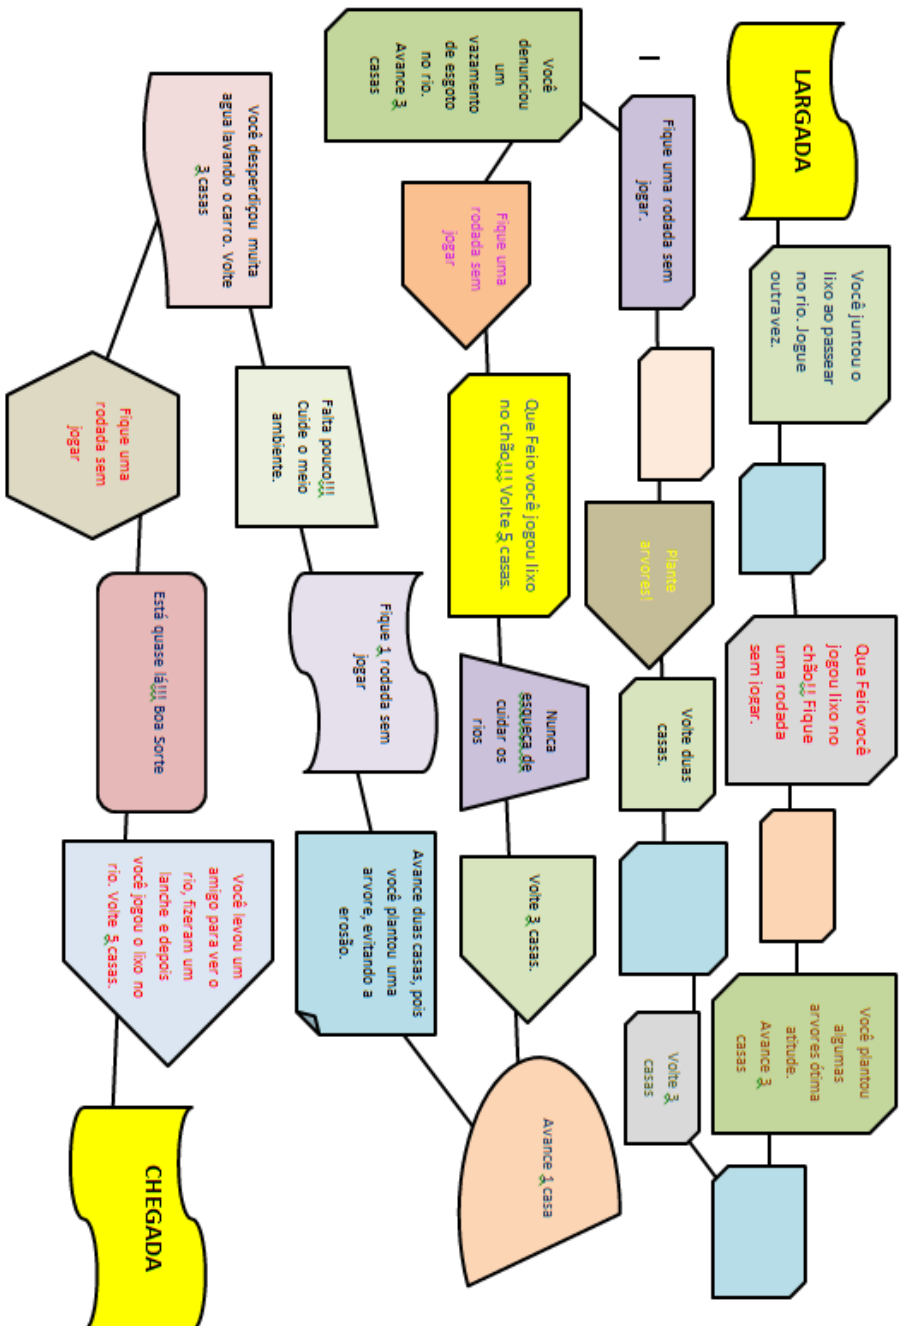 LARGADA
Você juntou o
lixo ao passear
no rio. Jogue
outra vez.
Que Feio você
jogou lixo no
chão!! Fique
uma rodada
sem jogar.
Você plantou
algumas
arvores ótima
atitude.
Avance 3
casas
Volte 3
casas
Volte duas
casas.
Plante
arvores!
Fique uma rodada sem
jogar.
Você
denunciou
um
vazamento
de esgoto
no rio.
Avance 3
casas
Fique uma
rodada sem
jogar
Que Feio você jogou lixo
no chão!!! Volte 5 casas.
Nunca
esqueça de
cuidar os
rios
Volte 3 casas.
Avance 1 casa
Avance duas casas, pois
você plantou uma
arvore, evitando a
erosão.
Fique 1 rodada sem
jogar
Falta pouco!!!
Cuide o meio
ambiente.
Você desperdiçou muita
agua lavando o carro. Volte
3 casas
Fique uma
rodada sem
jogar
Está quase lá!!! Boa Sorte
Você levou um
amigo para ver o
rio, fizeram um
lanche e depois
você jogou o lixo no
rio. Volte 5 casas.
CHEGADA